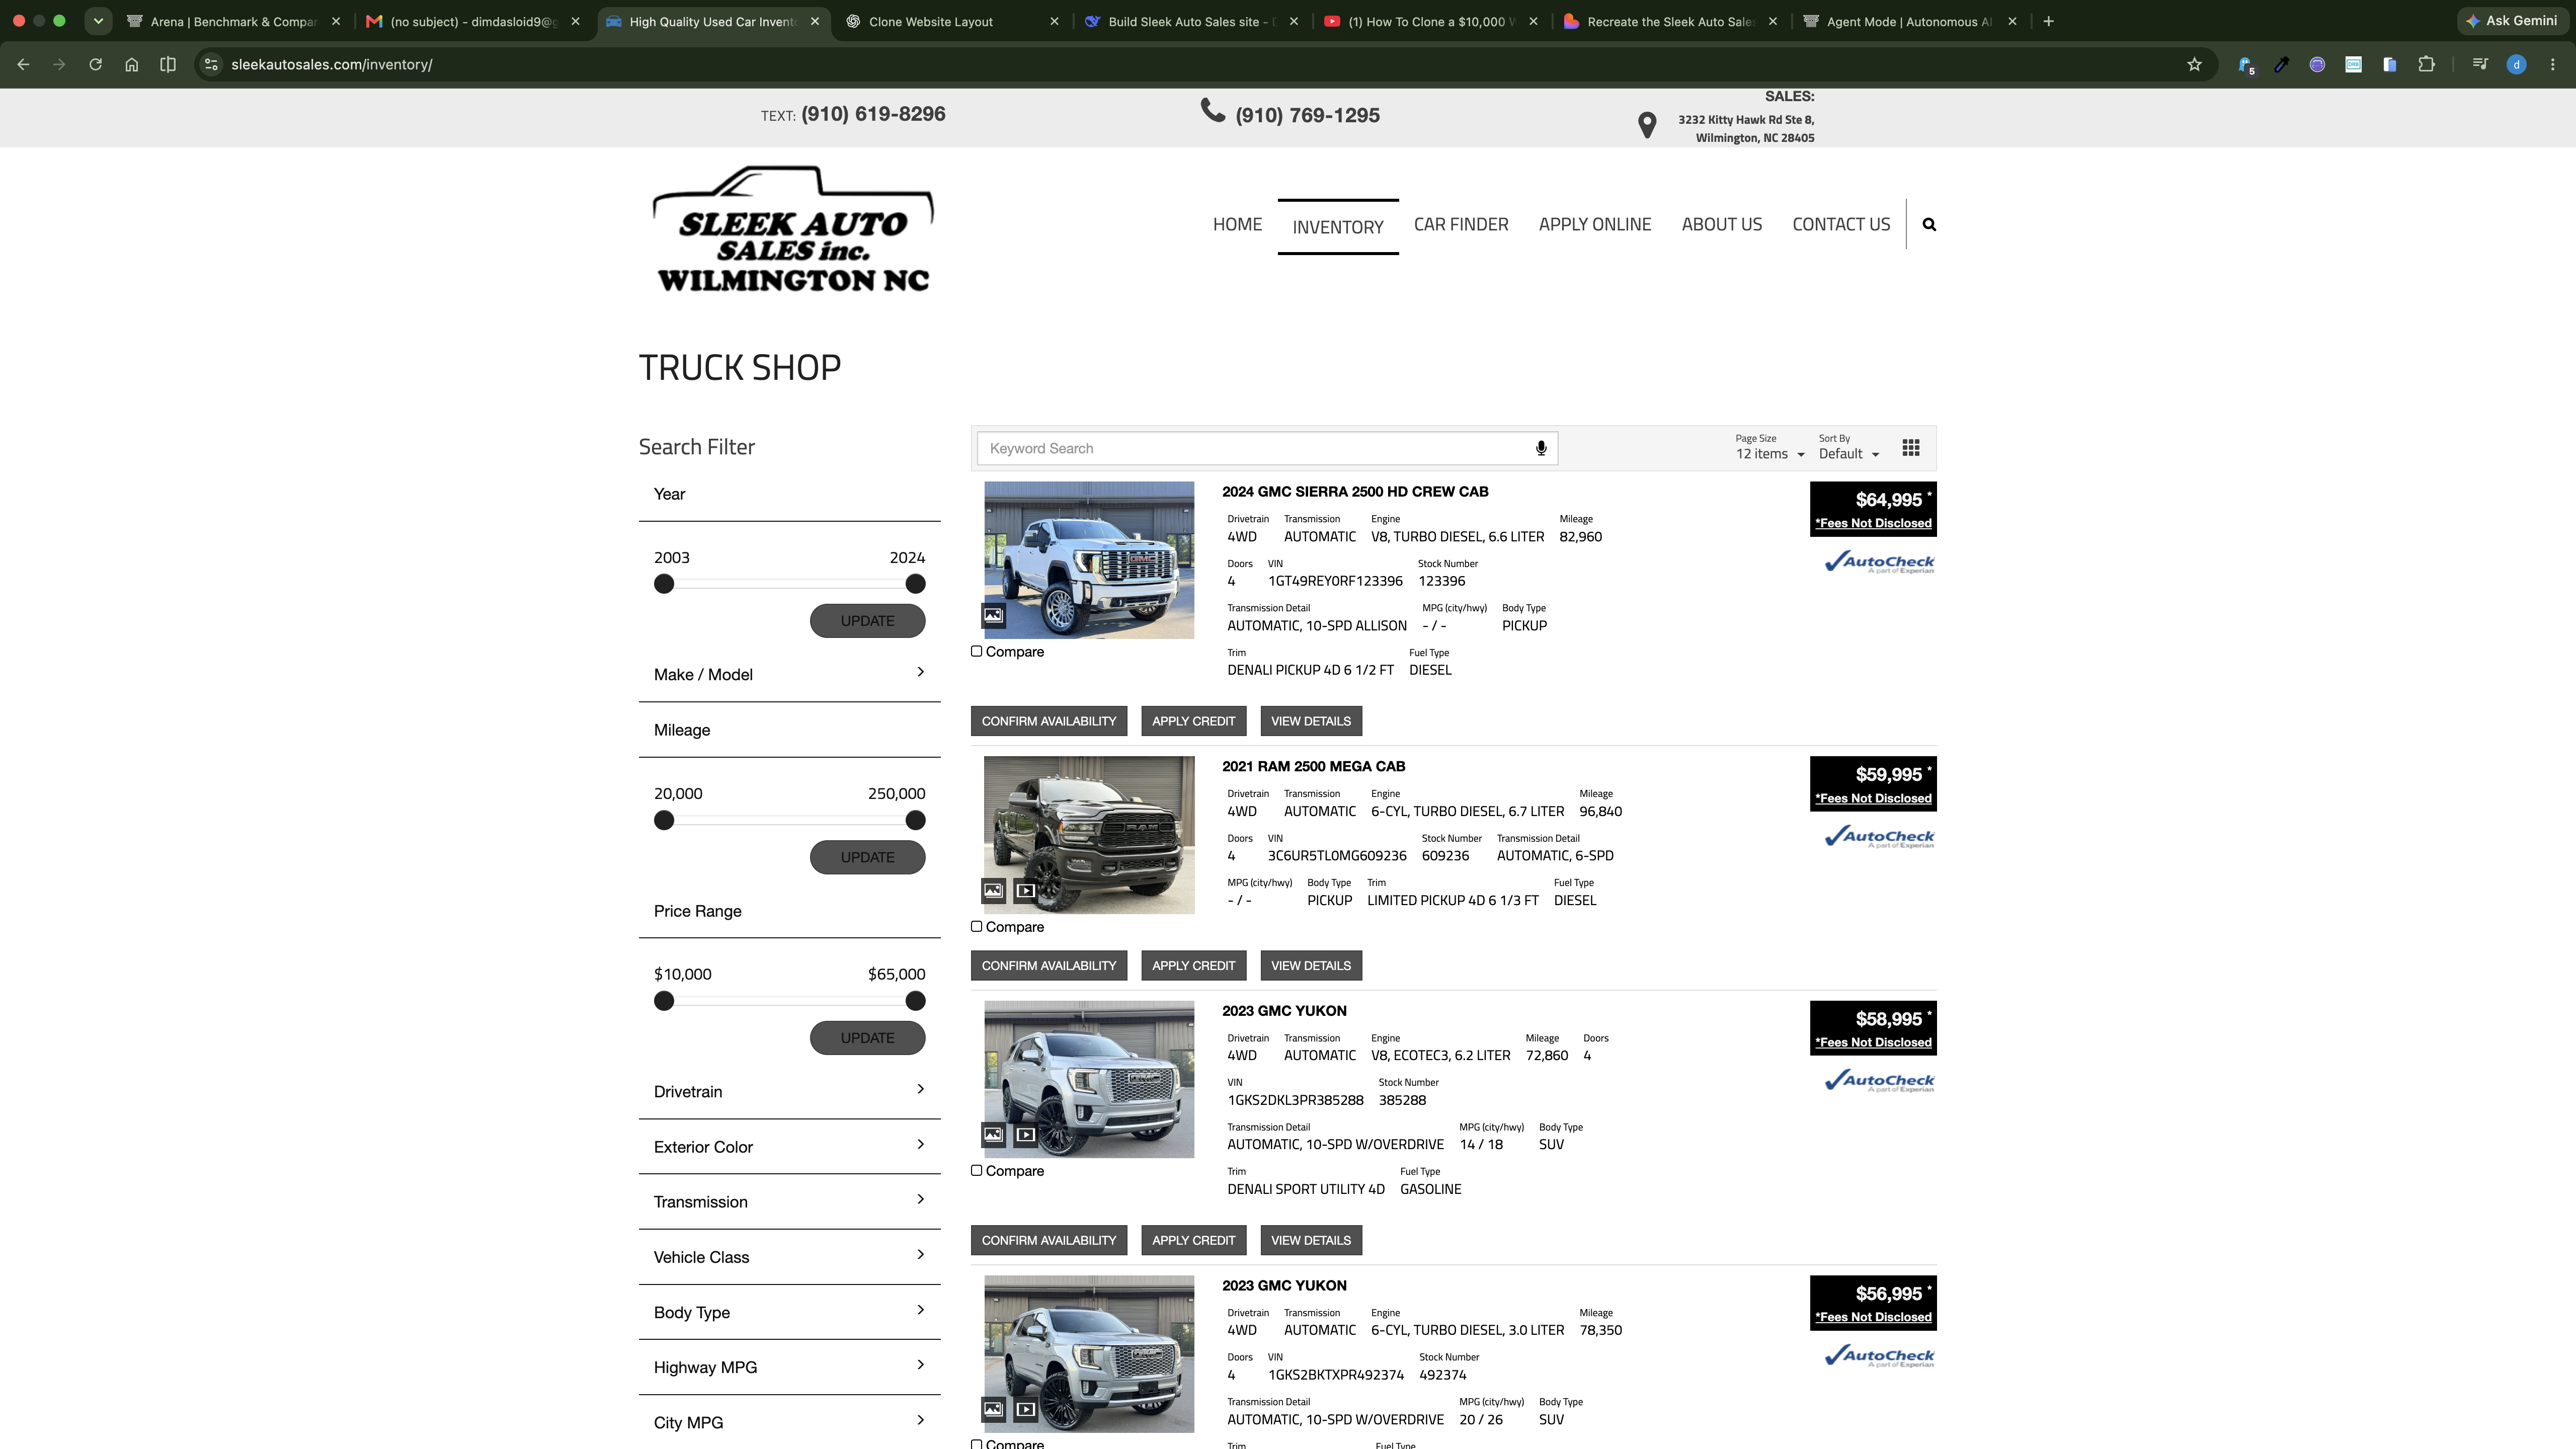 Arena | Benchmark & Compar
(no subject) - dimdasloid9@g
High Quality Used Car Invento
Clone Website Layout
Build Sleek Auto Sales site - D
(1) How To Clone a $10,000 W
Recreate the Sleek Auto Sale
Agent Mode | Autonomous AI
Ask Gemini
sleekautosales.com/inventory/
5
d
TEXT: (910) 619-8296
(910) 769-1295
SALES:
3232 Kitty Hawk Rd Ste 8,
Wilmington, NC 28405
SLEEK AUTO
SALES inc.
WILMINGTON NC
HOME
INVENTORY
CAR FINDER
APPLY ONLINE
ABOUT US
CONTACT US
TRUCK SHOP
Search Filter
Year
2003 2024
UPDATE
Make / Model
Mileage
20,000 250,000
UPDATE
Price Range
$10,000 $65,000
UPDATE
Drivetrain
Exterior Color
Transmission
Vehicle Class
Body Type
Highway MPG
City MPG
Keyword Search
Page Size
12 items
Sort By
Default
2024 GMC SIERRA 2500 HD CREW CAB
Drivetrain Transmission Engine Mileage
4WD AUTOMATIC V8, TURBO DIESEL, 6.6 LITER 82,960
Doors VIN Stock Number
4 1GT49REY0RF123396 123396
Transmission Detail MPG (city/hwy) Body Type
AUTOMATIC, 10-SPD ALLISON - / - PICKUP
Trim Fuel Type
DENALI PICKUP 4D 6 1/2 FT DIESEL
$64,995 *
*Fees Not Disclosed
AutoCheck
A part of Experian
Compare
CONFIRM AVAILABILITY APPLY CREDIT VIEW DETAILS
2021 RAM 2500 MEGA CAB
Drivetrain Transmission Engine Mileage
4WD AUTOMATIC 6-CYL, TURBO DIESEL, 6.7 LITER 96,840
Doors VIN Stock Number Transmission Detail
4 3C6UR5TL0MG609236 609236 AUTOMATIC, 6-SPD
MPG (city/hwy) Body Type Trim Fuel Type
- / - PICKUP LIMITED PICKUP 4D 6 1/3 FT DIESEL
$59,995 *
*Fees Not Disclosed
AutoCheck
A part of Experian
Compare
CONFIRM AVAILABILITY APPLY CREDIT VIEW DETAILS
2023 GMC YUKON
Drivetrain Transmission Engine Mileage Doors
4WD AUTOMATIC V8, ECOTEC3, 6.2 LITER 72,860 4
VIN Stock Number
1GKS2DKL3PR385288 385288
Transmission Detail MPG (city/hwy) Body Type
AUTOMATIC, 10-SPD W/OVERDRIVE 14 / 18 SUV
Trim Fuel Type
DENALI SPORT UTILITY 4D GASOLINE
$58,995 *
*Fees Not Disclosed
AutoCheck
A part of Experian
Compare
CONFIRM AVAILABILITY APPLY CREDIT VIEW DETAILS
2023 GMC YUKON
Drivetrain Transmission Engine Mileage
4WD AUTOMATIC 6-CYL, TURBO DIESEL, 3.0 LITER 78,350
Doors VIN Stock Number
4 1GKS2BKTXPR492374 492374
Transmission Detail MPG (city/hwy) Body Type
AUTOMATIC, 10-SPD W/OVERDRIVE 20 / 26 SUV
Trim Fuel Type
$56,995 *
*Fees Not Disclosed
AutoCheck
A part of Experian
Compare